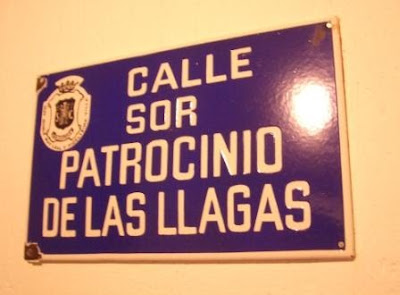 CALLE
SOR
PATROCINIO
DE LAS LLAGAS